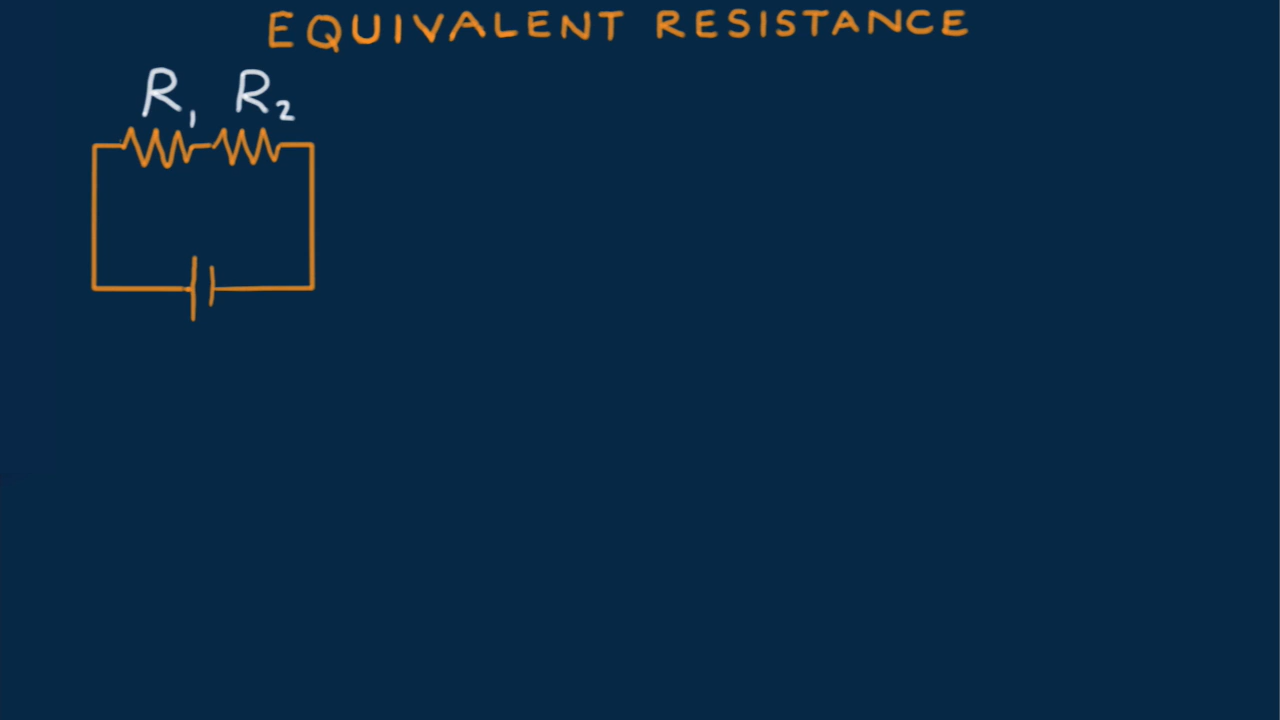 EQUIVALENT RESISTANCE
R₁ R₂